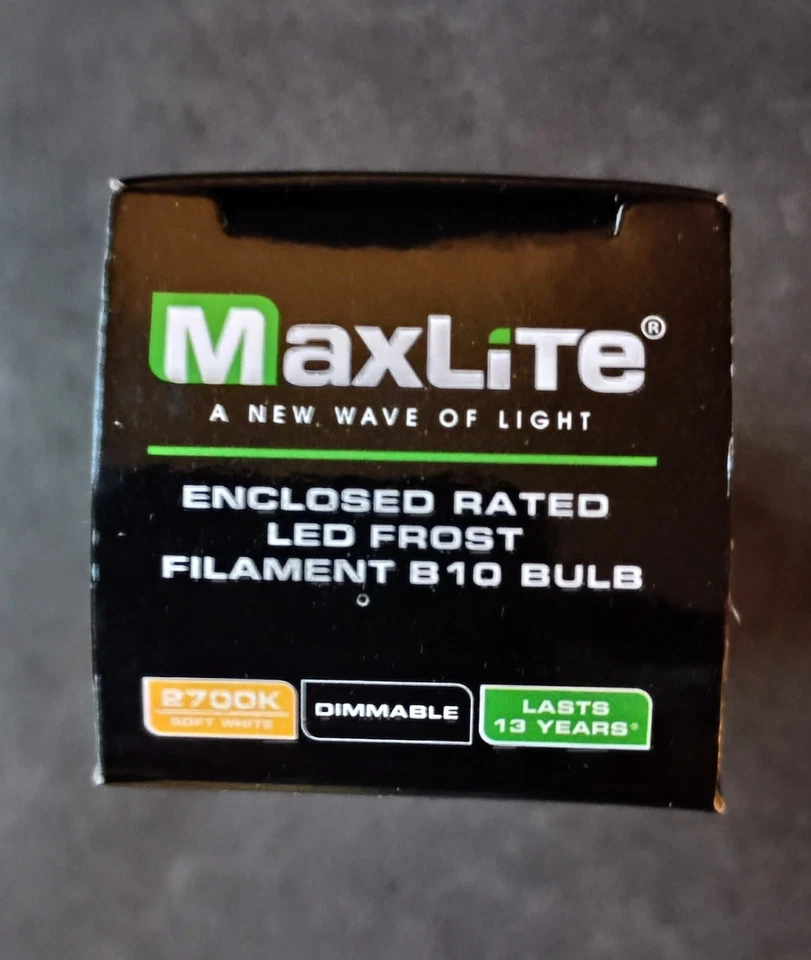 MaxLite®
A NEW WAVE OF LIGHT
ENCLOSED RATED
LED FROST
FILAMENT B10 BULB
2700K
SOFT WHITE
DIMMABLE
LASTS
13 YEARS*